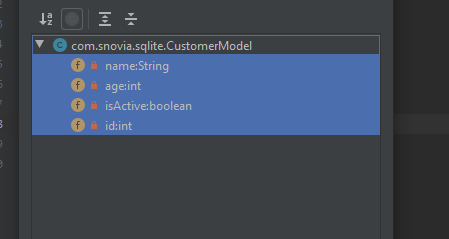 com.snovia.sqlite.CustomerModel
name:String
age:int
isActive:boolean
id:int